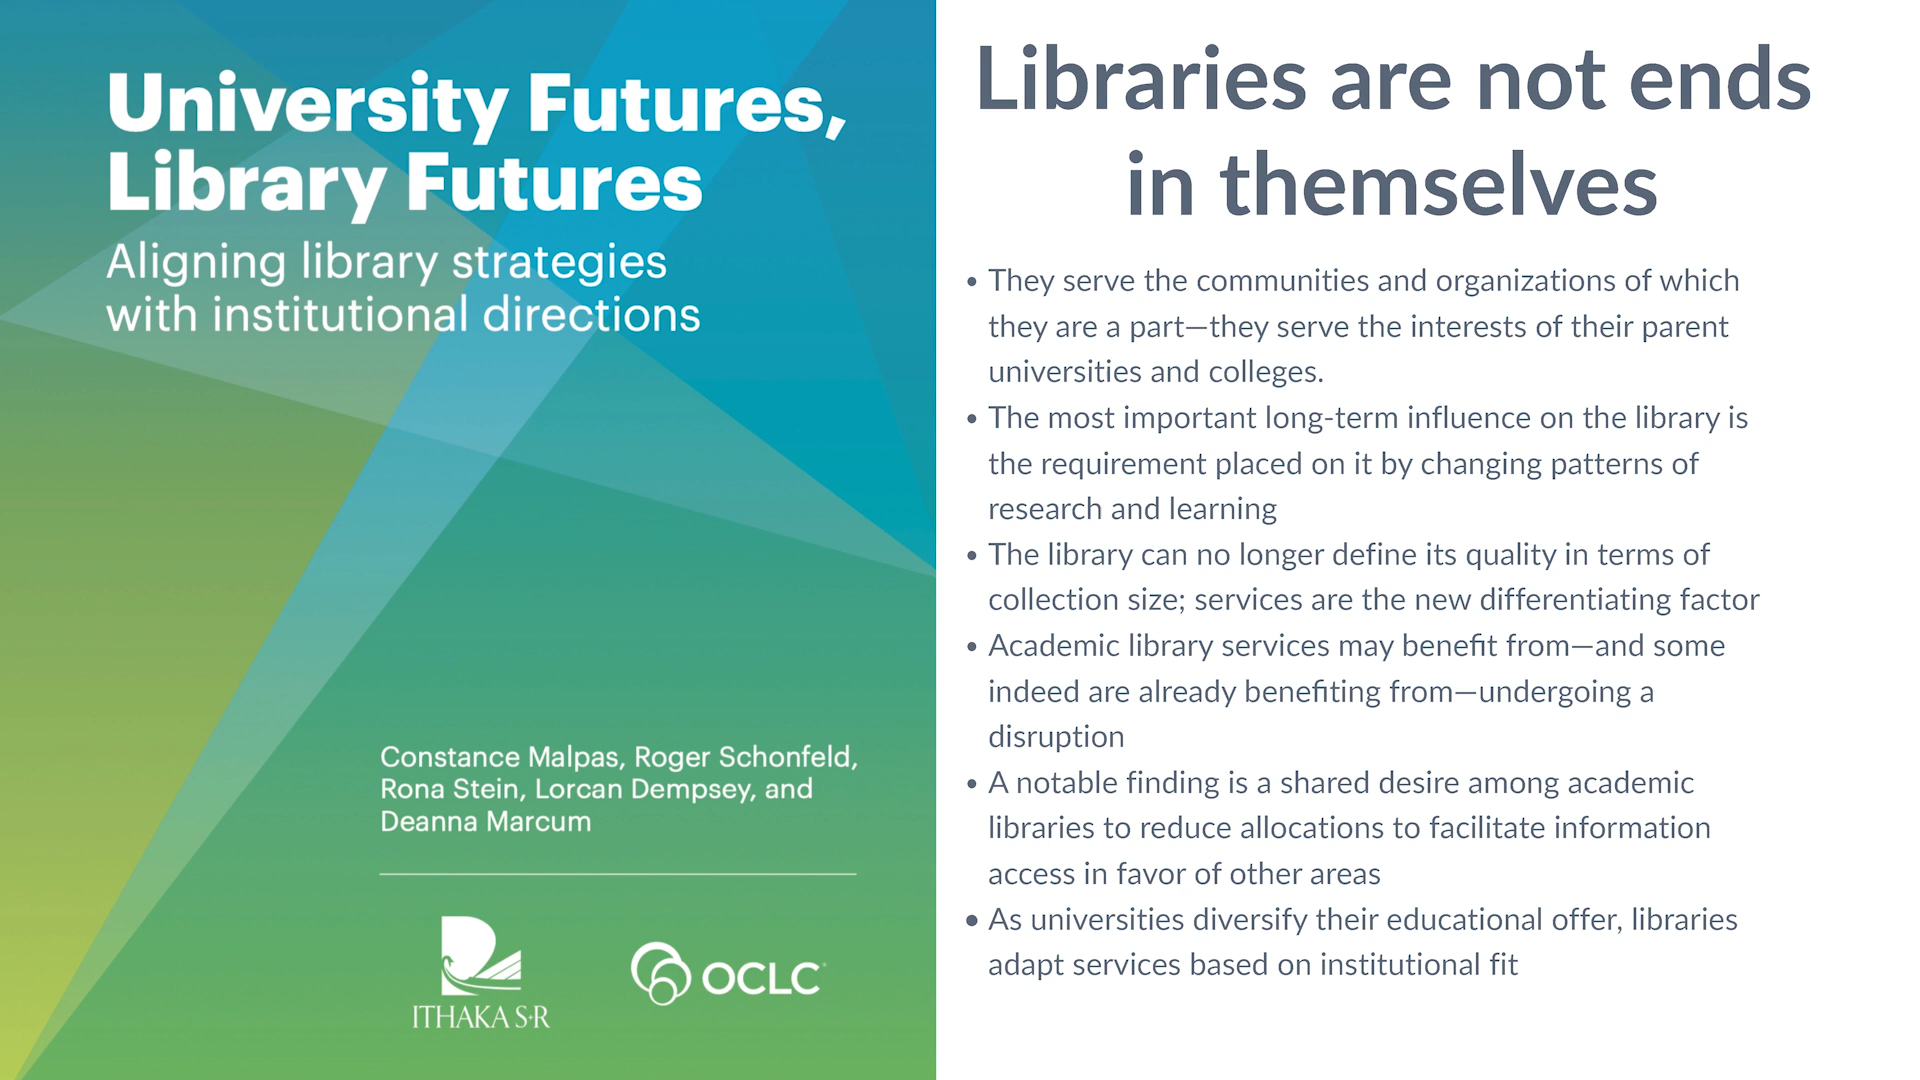 University Futures,
Library Futures
Aligning library strategies
with institutional directions
Constance Malpas, Roger Schonfeld,
Rona Stein, Lorcan Dempsey, and
Deanna Marcum
ITHAKA S+R
OCLC
Libraries are not ends
in themselves
• They serve the communities and organizations of which
they are a part—they serve the interests of their parent
universities and colleges.
• The most important long-term influence on the library is
the requirement placed on it by changing patterns of
research and learning
• The library can no longer define its quality in terms of
collection size; services are the new differentiating factor
• Academic library services may benefit from—and some
indeed are already benefiting from—undergoing a
disruption
• A notable finding is a shared desire among academic
libraries to reduce allocations to facilitate information
access in favor of other areas
• As universities diversify their educational offer, libraries
adapt services based on institutional fit